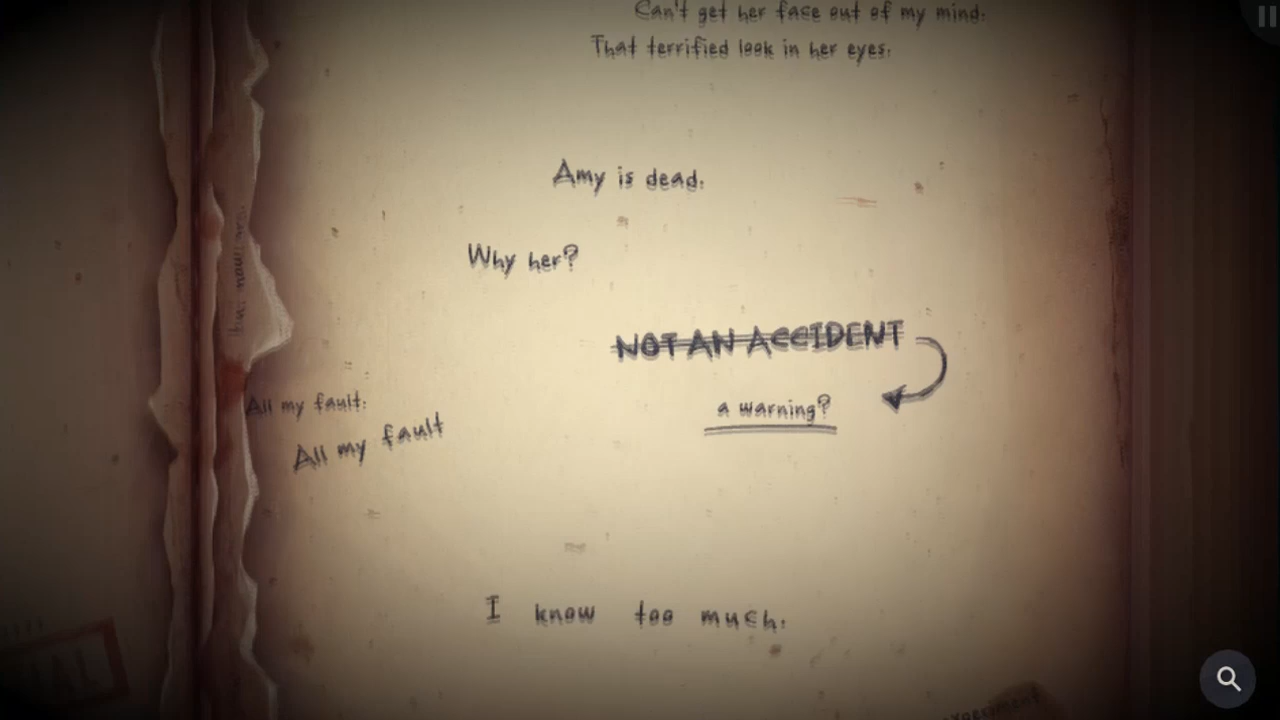 Can't get her face out of my mind.
That terrified look in her eyes.
Amy is dead.
Why her?
NOT AN ACCIDENT
a warning?
All my fault.
All my fault
I know too much.
experiment